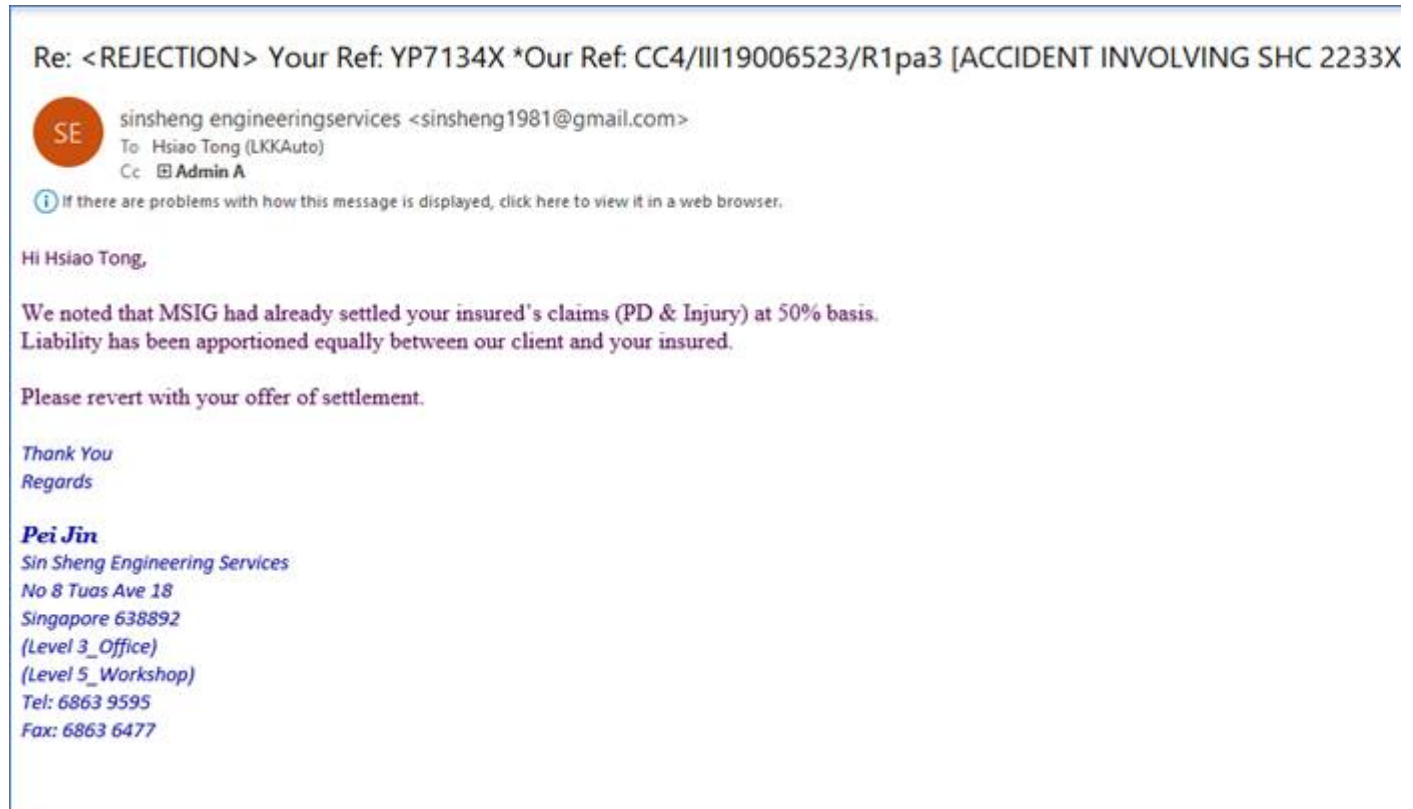 Re: <REJECTION> Your Ref: YP7134X *Our Ref: CC4/III19006523/R1pa3 [ACCIDENT INVOLVING SHC 2233X
SE
sinsheng engineeringservices <sinsheng1981@gmail.com>
To Hsiao Tong (LKKAuto)
Cc Admin A
If there are problems with how this message is displayed, click here to view it in a web browser.
Hi Hsiao Tong,
We noted that MSIG had already settled your insured's claims (PD & Injury) at 50% basis.
Liability has been apportioned equally between our client and your insured.
Please revert with your offer of settlement.
Thank You
Regards
Pei Jin
Sin Sheng Engineering Services
No 8 Tuas Ave 18
Singapore 638892
(Level 3_Office)
(Level 5_Workshop)
Tel: 6863 9595
Fax: 6863 6477